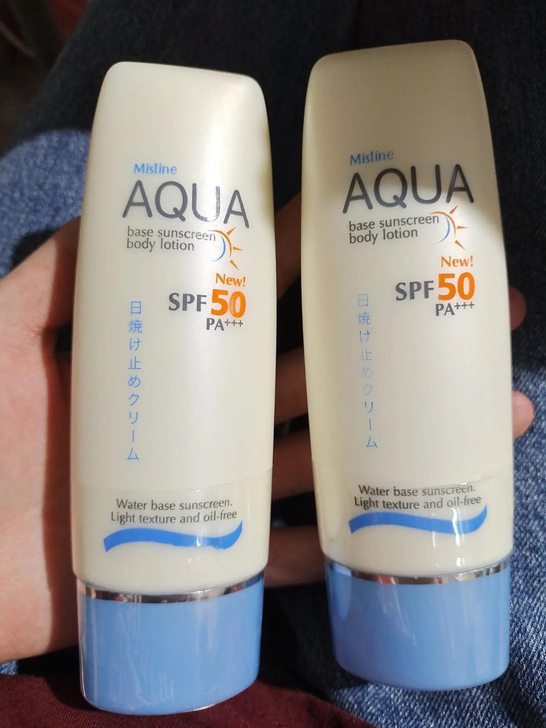 Mistine
AQUA
base sunscreen
body lotion
New!
SPF 50
PA+++
日焼け止めクリーム
Water base sunscreen.
Light texture and oil-free
Mistine
AQUA
base sunscreen
body lotion
New!
SPF 50
PA+++
日焼け止めクリーム
Water base sunscreen.
Light texture and oil-free